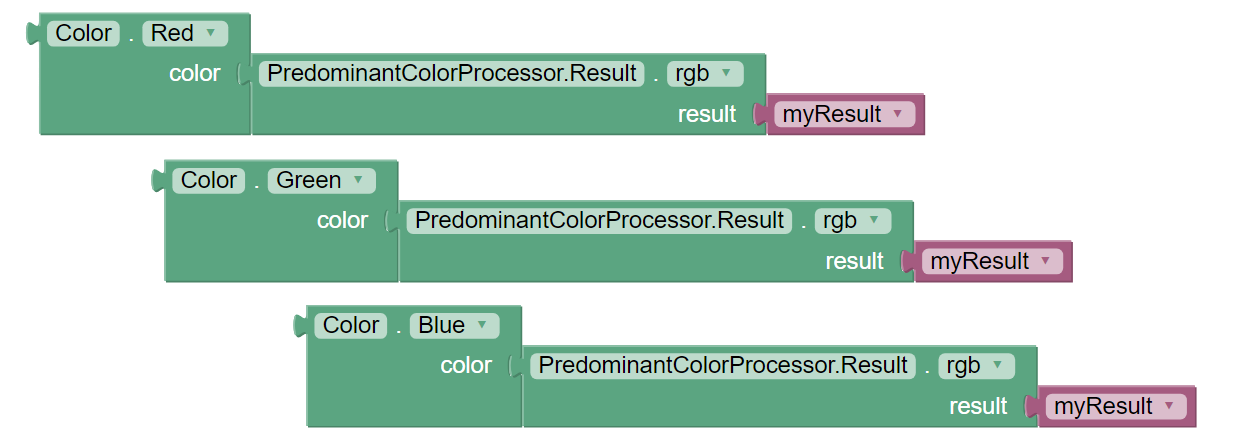 Color . Red
color PredominantColorProcessor.Result . rgb
result myResult
Color . Green
color PredominantColorProcessor.Result . rgb
result myResult
Color . Blue
color PredominantColorProcessor.Result . rgb
result myResult